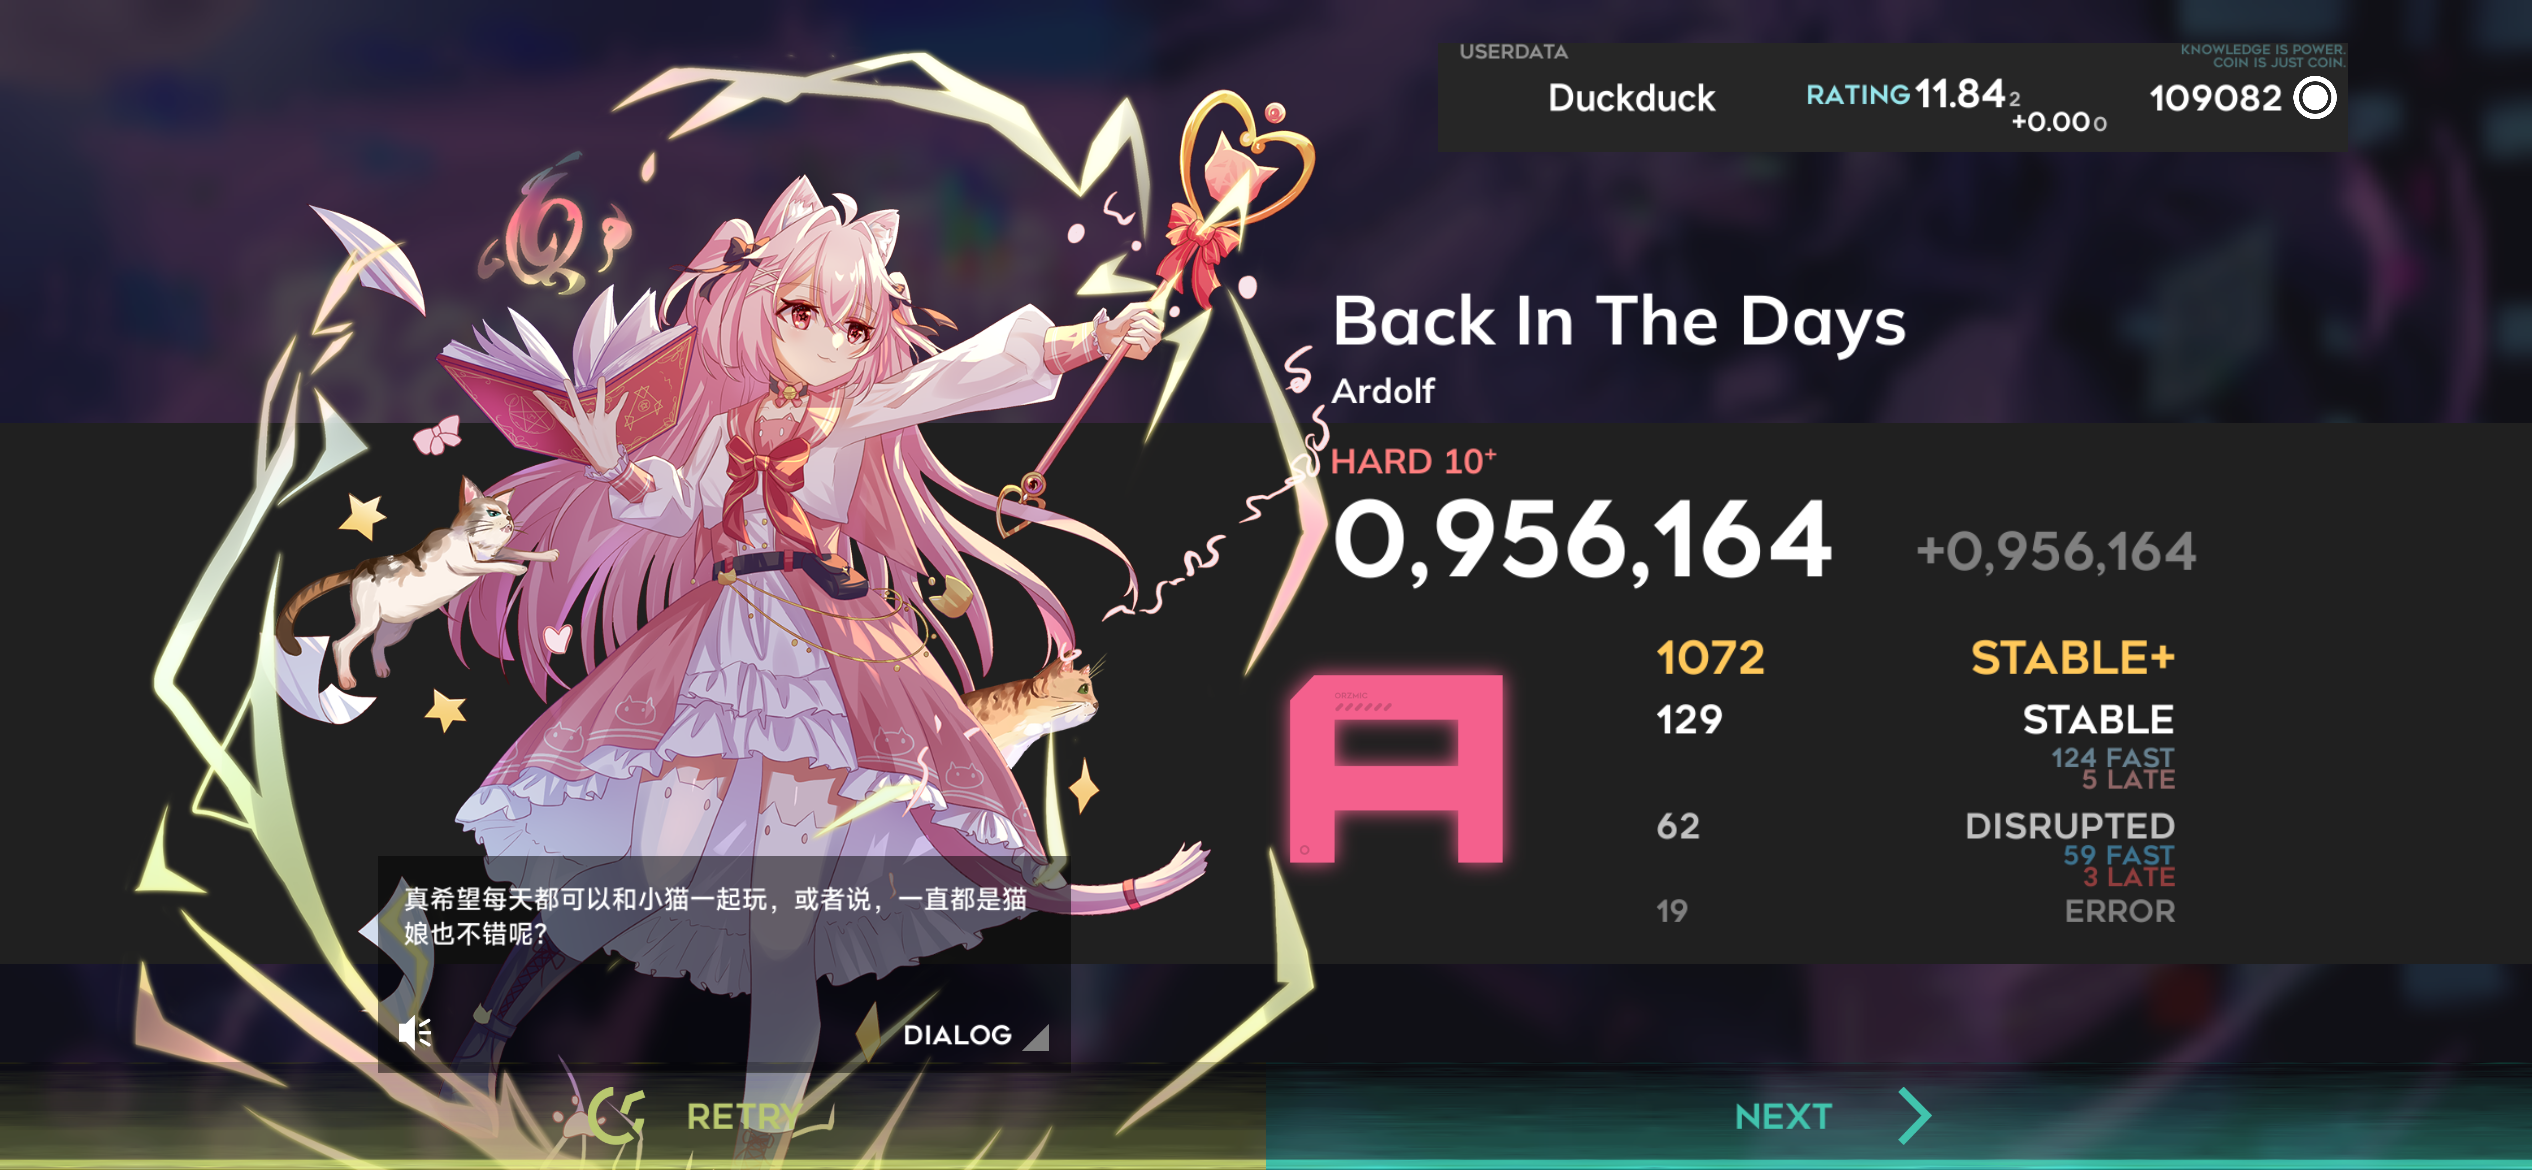 USERDATA
KNOWLEDGE IS POWER.
COIN IS JUST COIN.
Duckduck
RATING 11.842
+0.000
109082
Back In The Days
Ardolf
HARD 10+
0,956,164
+0,956,164
ORZMIC
1072 STABLE+
129 STABLE
124 FAST
5 LATE
62 DISRUPTED
59 FAST
3 LATE
19 ERROR
真希望每天都可以和小猫一起玩，或者说，一直都是猫
娘也不错呢？
DIALOG
RETRY
NEXT